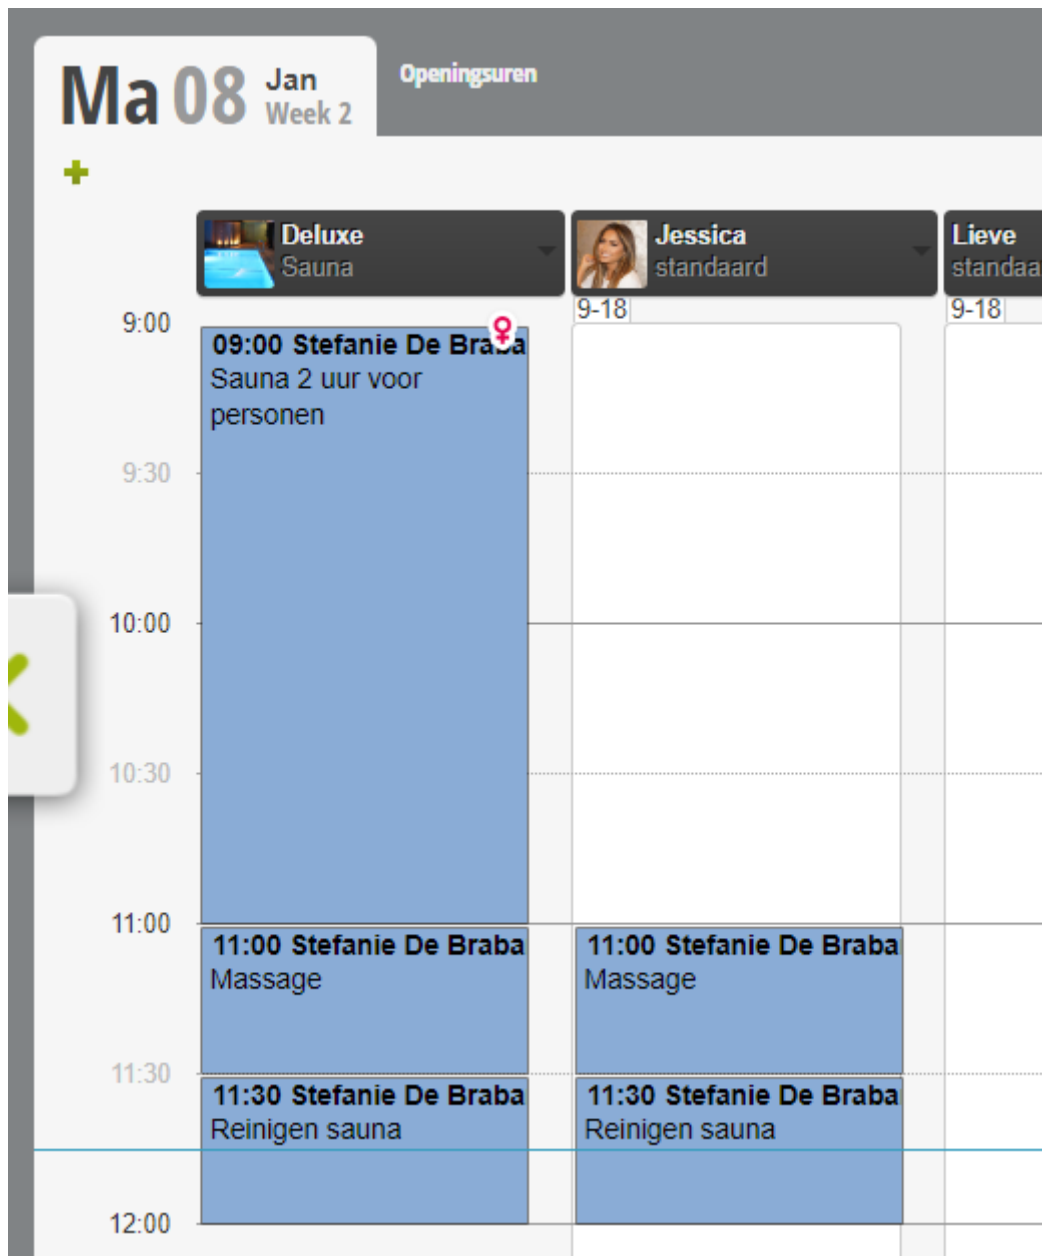 Ma 08 Jan
Week 2
Openingsuren
Deluxe
Sauna
Jessica
standaard
Lieve
standaa
9-18
9-18
9:00
09:00 Stefanie De Braba
Sauna 2 uur voor
personen
9:30
10:00
10:30
11:00
11:00 Stefanie De Braba
Massage
11:00 Stefanie De Braba
Massage
11:30
11:30 Stefanie De Braba
Reinigen sauna
11:30 Stefanie De Braba
Reinigen sauna
12:00